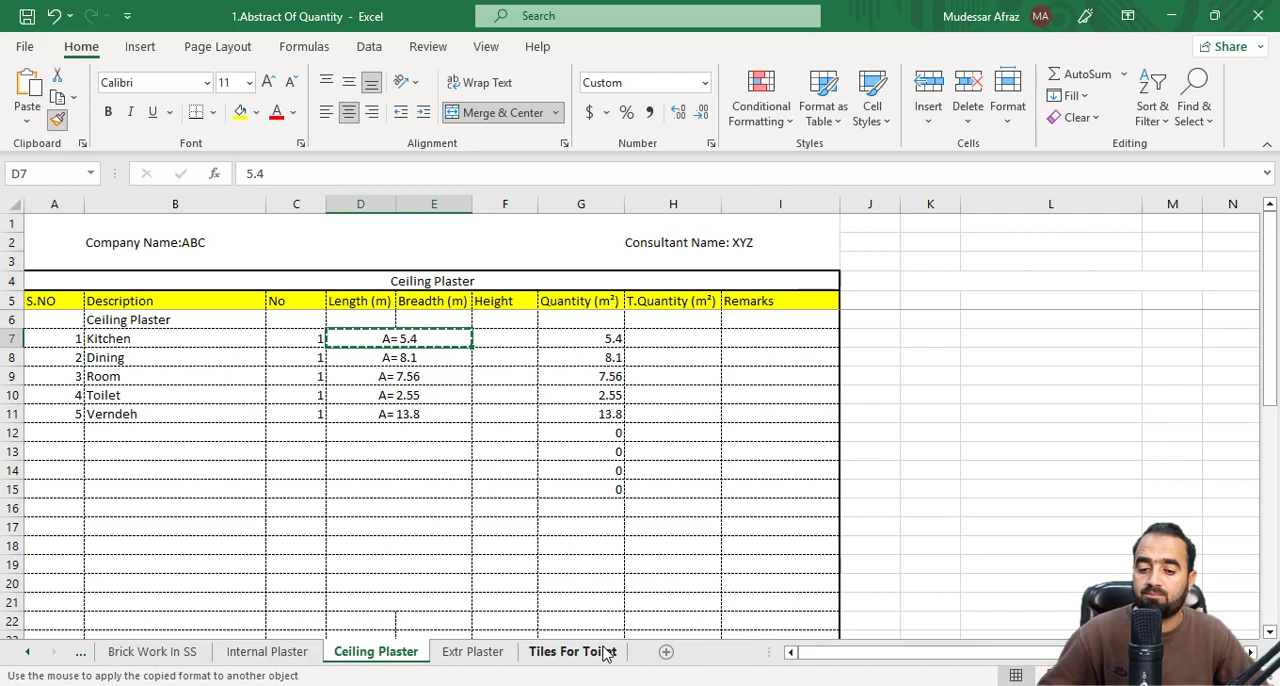 1.Abstract Of Quantity - Excel
Search
Mudessar Afraz MA
File Home Insert Page Layout Formulas Data Review View Help Share
Paste
Calibri 11
B I U
Wrap Text
Merge & Center
Custom
$ %
Conditional Formatting
Format as Table
Cell Styles
Insert
Delete
Format
AutoSum
Fill
Clear
Sort & Filter
Find & Select
Clipboard Font Alignment Number Styles Cells Editing
D7 fx 5.4
A B C D E F G H I J K L M N
1
2 Company Name:ABC Consultant Name: XYZ
3
4 Ceiling Plaster
5 S.NO Description No Length (m) Breadth (m) Height Quantity (m²) T.Quantity (m²) Remarks
6 Ceiling Plaster
7 1 Kitchen 1 A= 5.4 5.4
8 2 Dining 1 A= 8.1 8.1
9 3 Room 1 A= 7.56 7.56
10 4 Toilet 1 A= 2.55 2.55
11 5 Verndeh 1 A= 13.8 13.8
12 0
13 0
14 0
15 0
16
17
18
19
20
21
22
... Brick Work In SS Internal Plaster Ceiling Plaster Extr Plaster Tiles For Toilet
Use the mouse to apply the copied format to another object